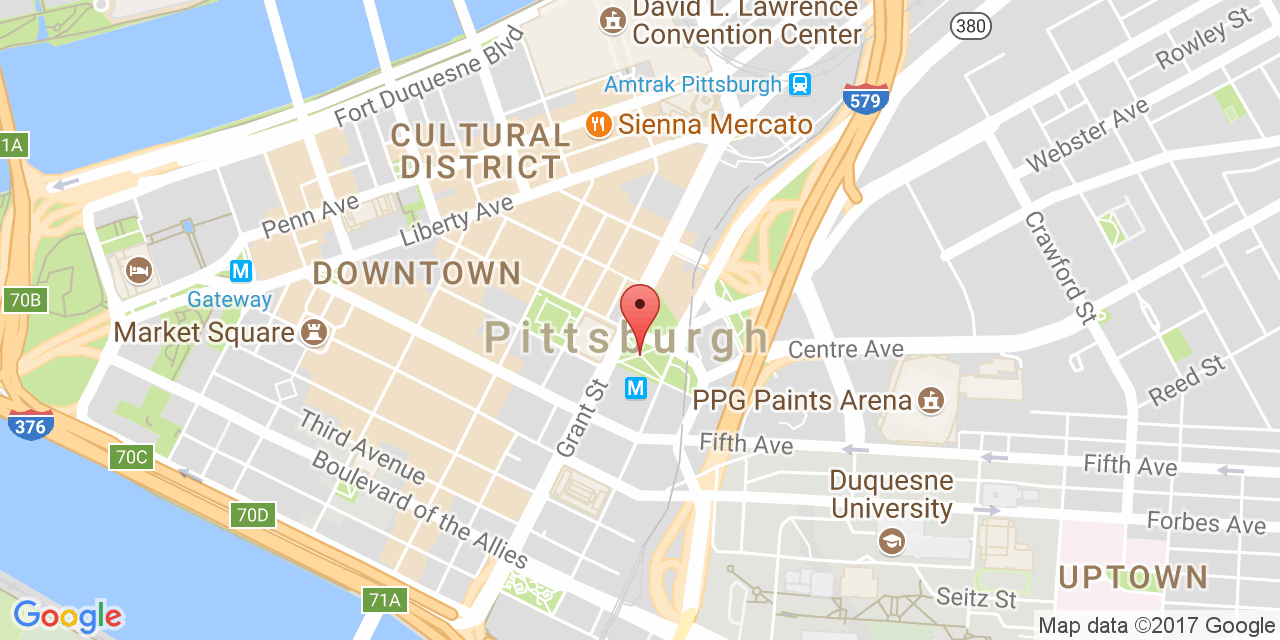 David L. Lawrence
Convention Center
380
Rowley St
Fort Duquesne Blvd
Amtrak Pittsburgh
579
1A
CULTURAL
DISTRICT
Sienna Mercato
Webster Ave
Penn Ave
Liberty Ave
Crawford St
DOWNTOWN
M
Gateway
70B
Market Square
Pittsburgh
Centre Ave
Reed St
M
Grant St
PPG Paints Arena
376
70C
Third Avenue
Fifth Ave
Fifth Ave
Boulevard of the Allies
Duquesne
University
70D
Forbes Ave
71A
UPTOWN
Seitz St
Google
Map data ©2017 Google